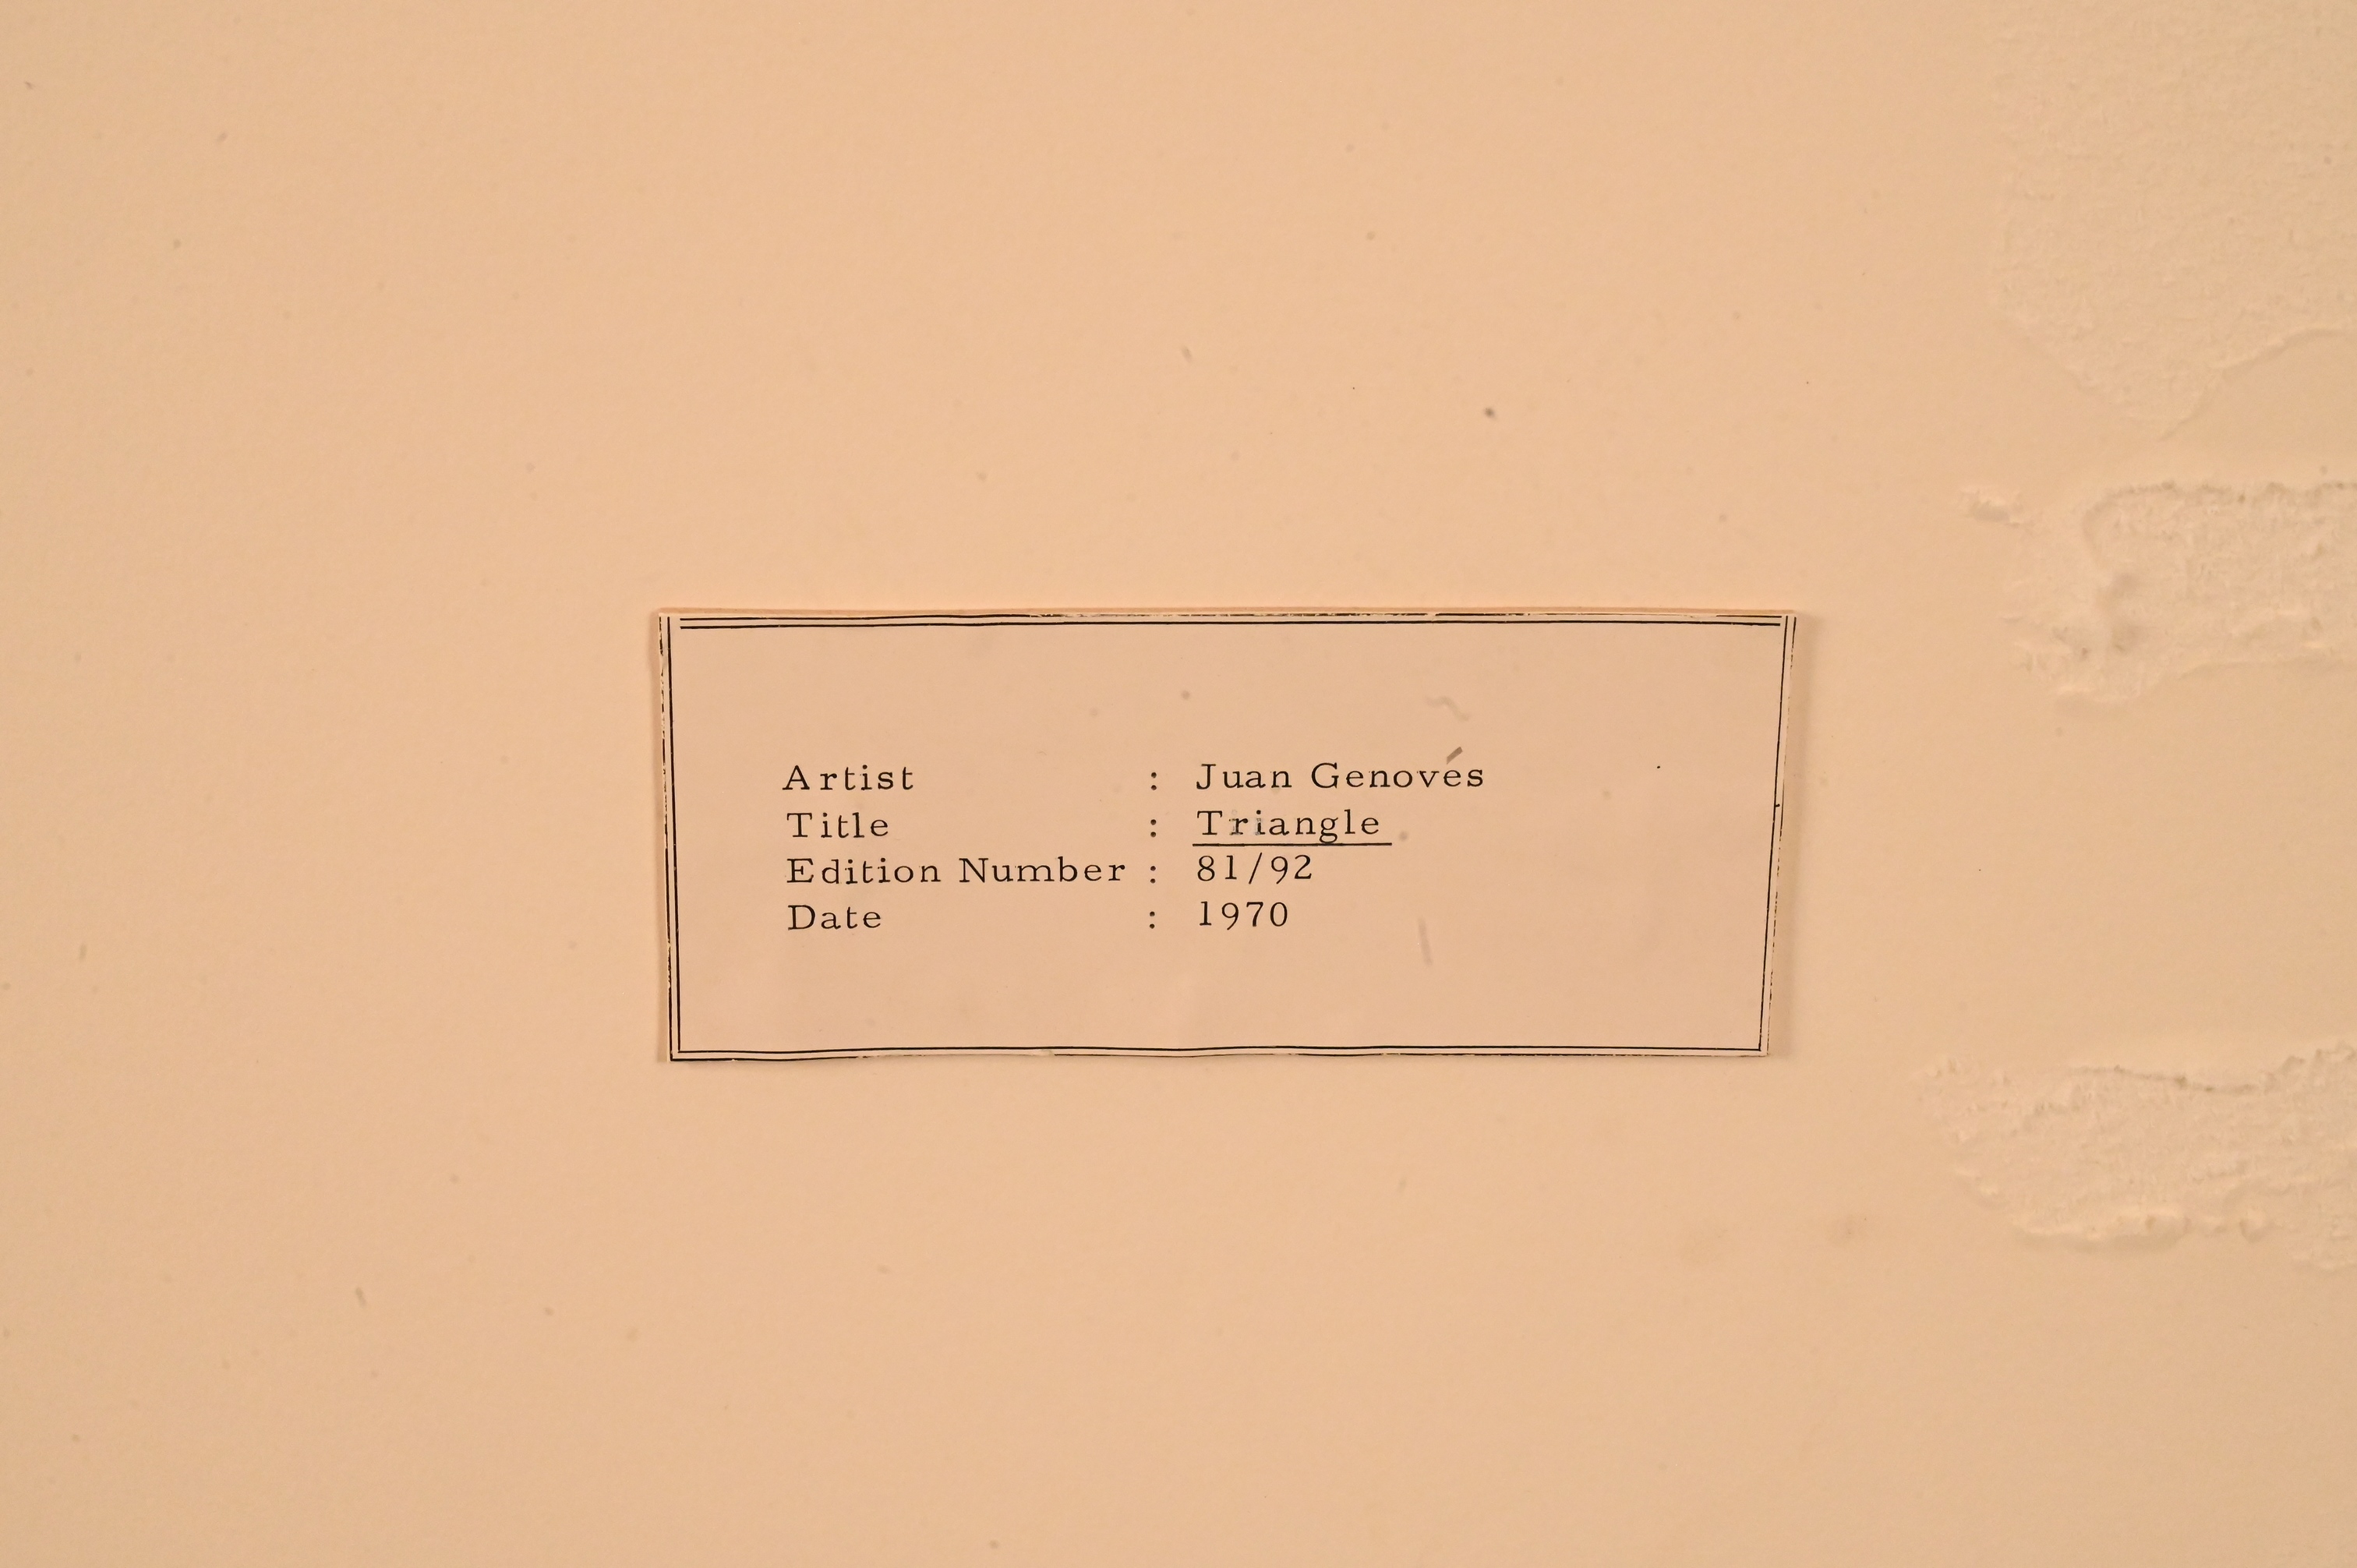 Artist : Juan Genovés
Title : Triangle
Edition Number : 81/92
Date : 1970